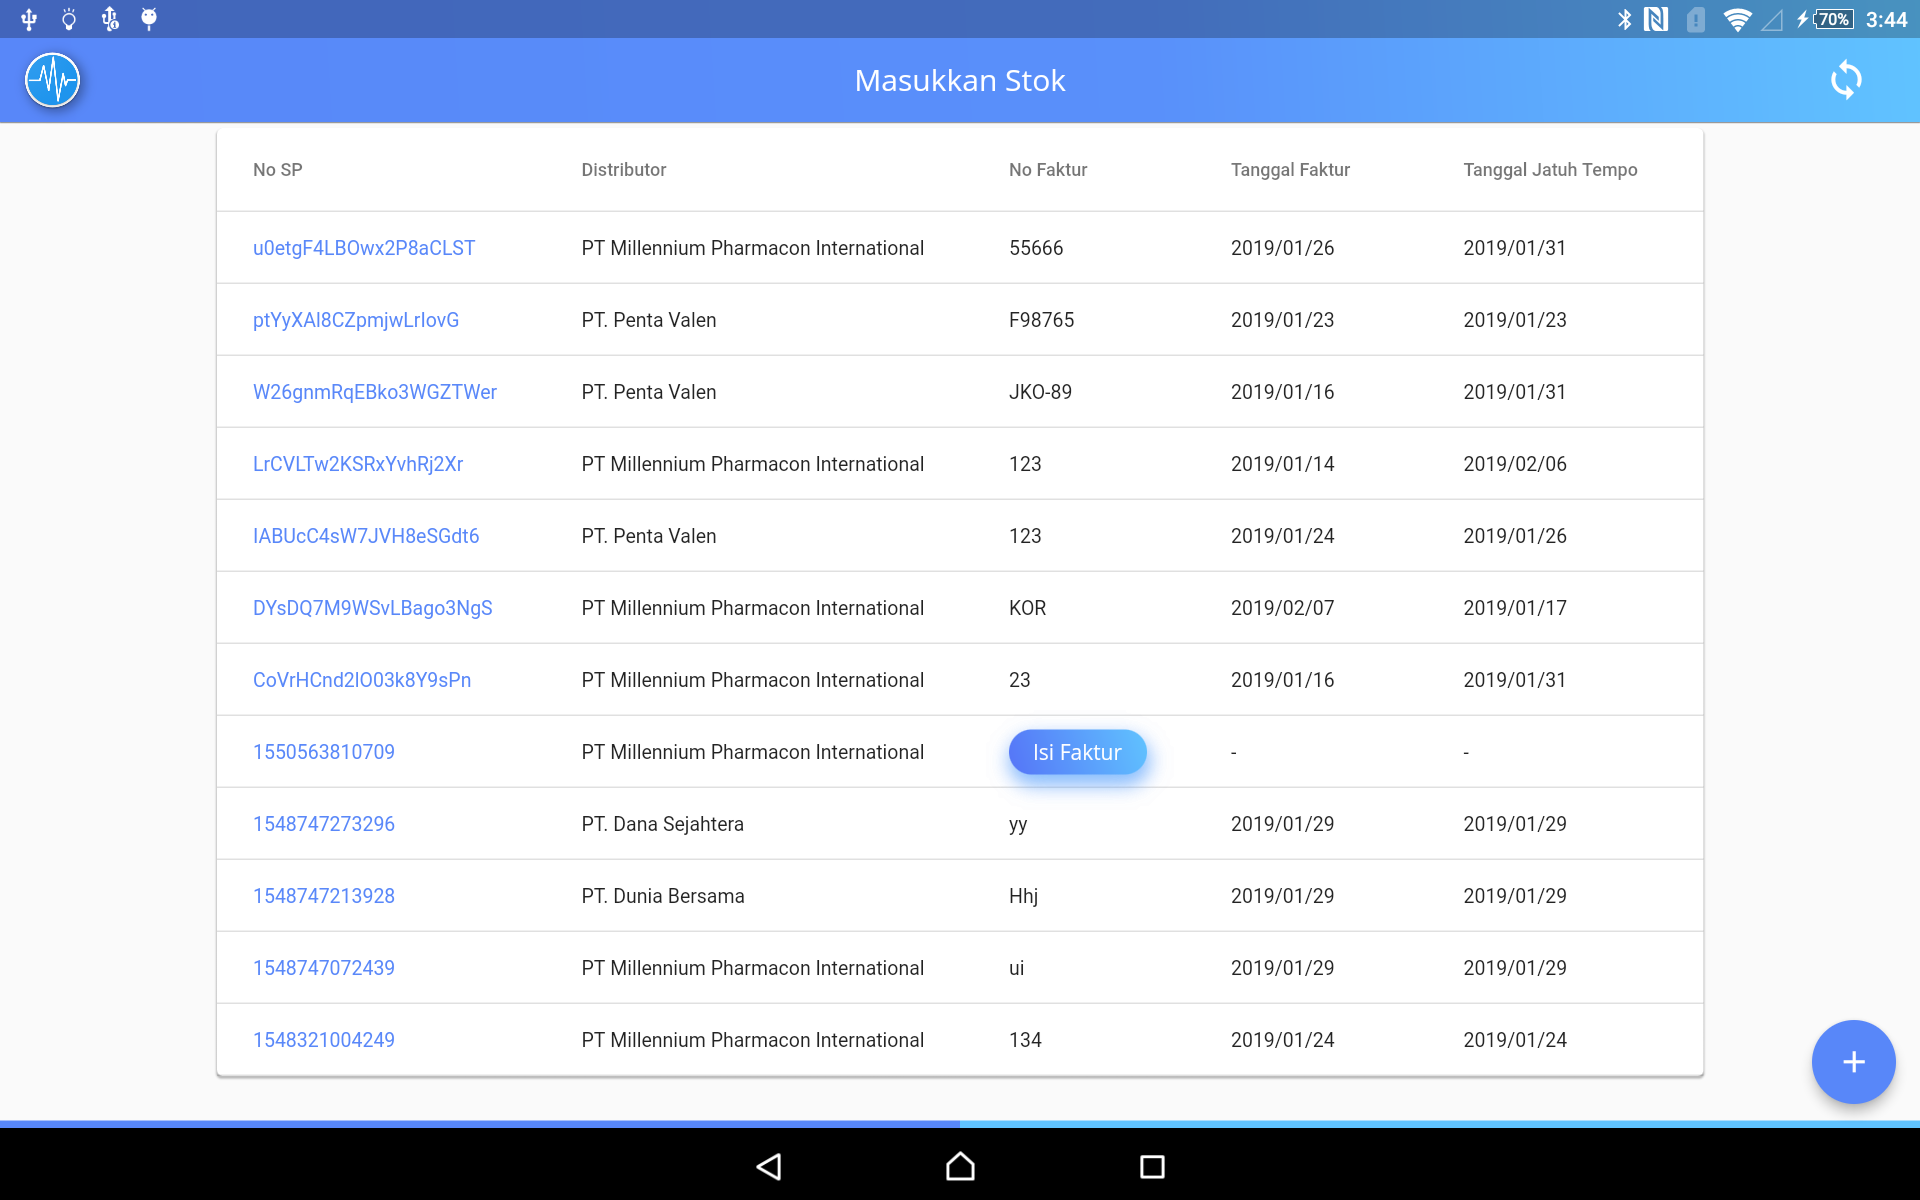 70% 3:44
Masukkan Stok
No SP Distributor No Faktur Tanggal Faktur Tanggal Jatuh Tempo
u0etgF4LBOwx2P8aCLST PT Millennium Pharmacon International 55666 2019/01/26 2019/01/31
ptYyXAl8CZpmjwLrIovG PT. Penta Valen F98765 2019/01/23 2019/01/23
W26gnmRqEBko3WGZTWer PT. Penta Valen JKO-89 2019/01/16 2019/01/31
LrCVLTw2KSRxYvhRj2Xr PT Millennium Pharmacon International 123 2019/01/14 2019/02/06
IABUcC4sW7JVH8eSGdt6 PT. Penta Valen 123 2019/01/24 2019/01/26
DYsDQ7M9WSvLBago3NgS PT Millennium Pharmacon International KOR 2019/02/07 2019/01/17
CoVrHCnd2lO03k8Y9sPn PT Millennium Pharmacon International 23 2019/01/16 2019/01/31
1550563810709 PT Millennium Pharmacon International Isi Faktur - -
1548747273296 PT. Dana Sejahtera yy 2019/01/29 2019/01/29
1548747213928 PT. Dunia Bersama Hhj 2019/01/29 2019/01/29
1548747072439 PT Millennium Pharmacon International ui 2019/01/29 2019/01/29
1548321004249 PT Millennium Pharmacon International 134 2019/01/24 2019/01/24